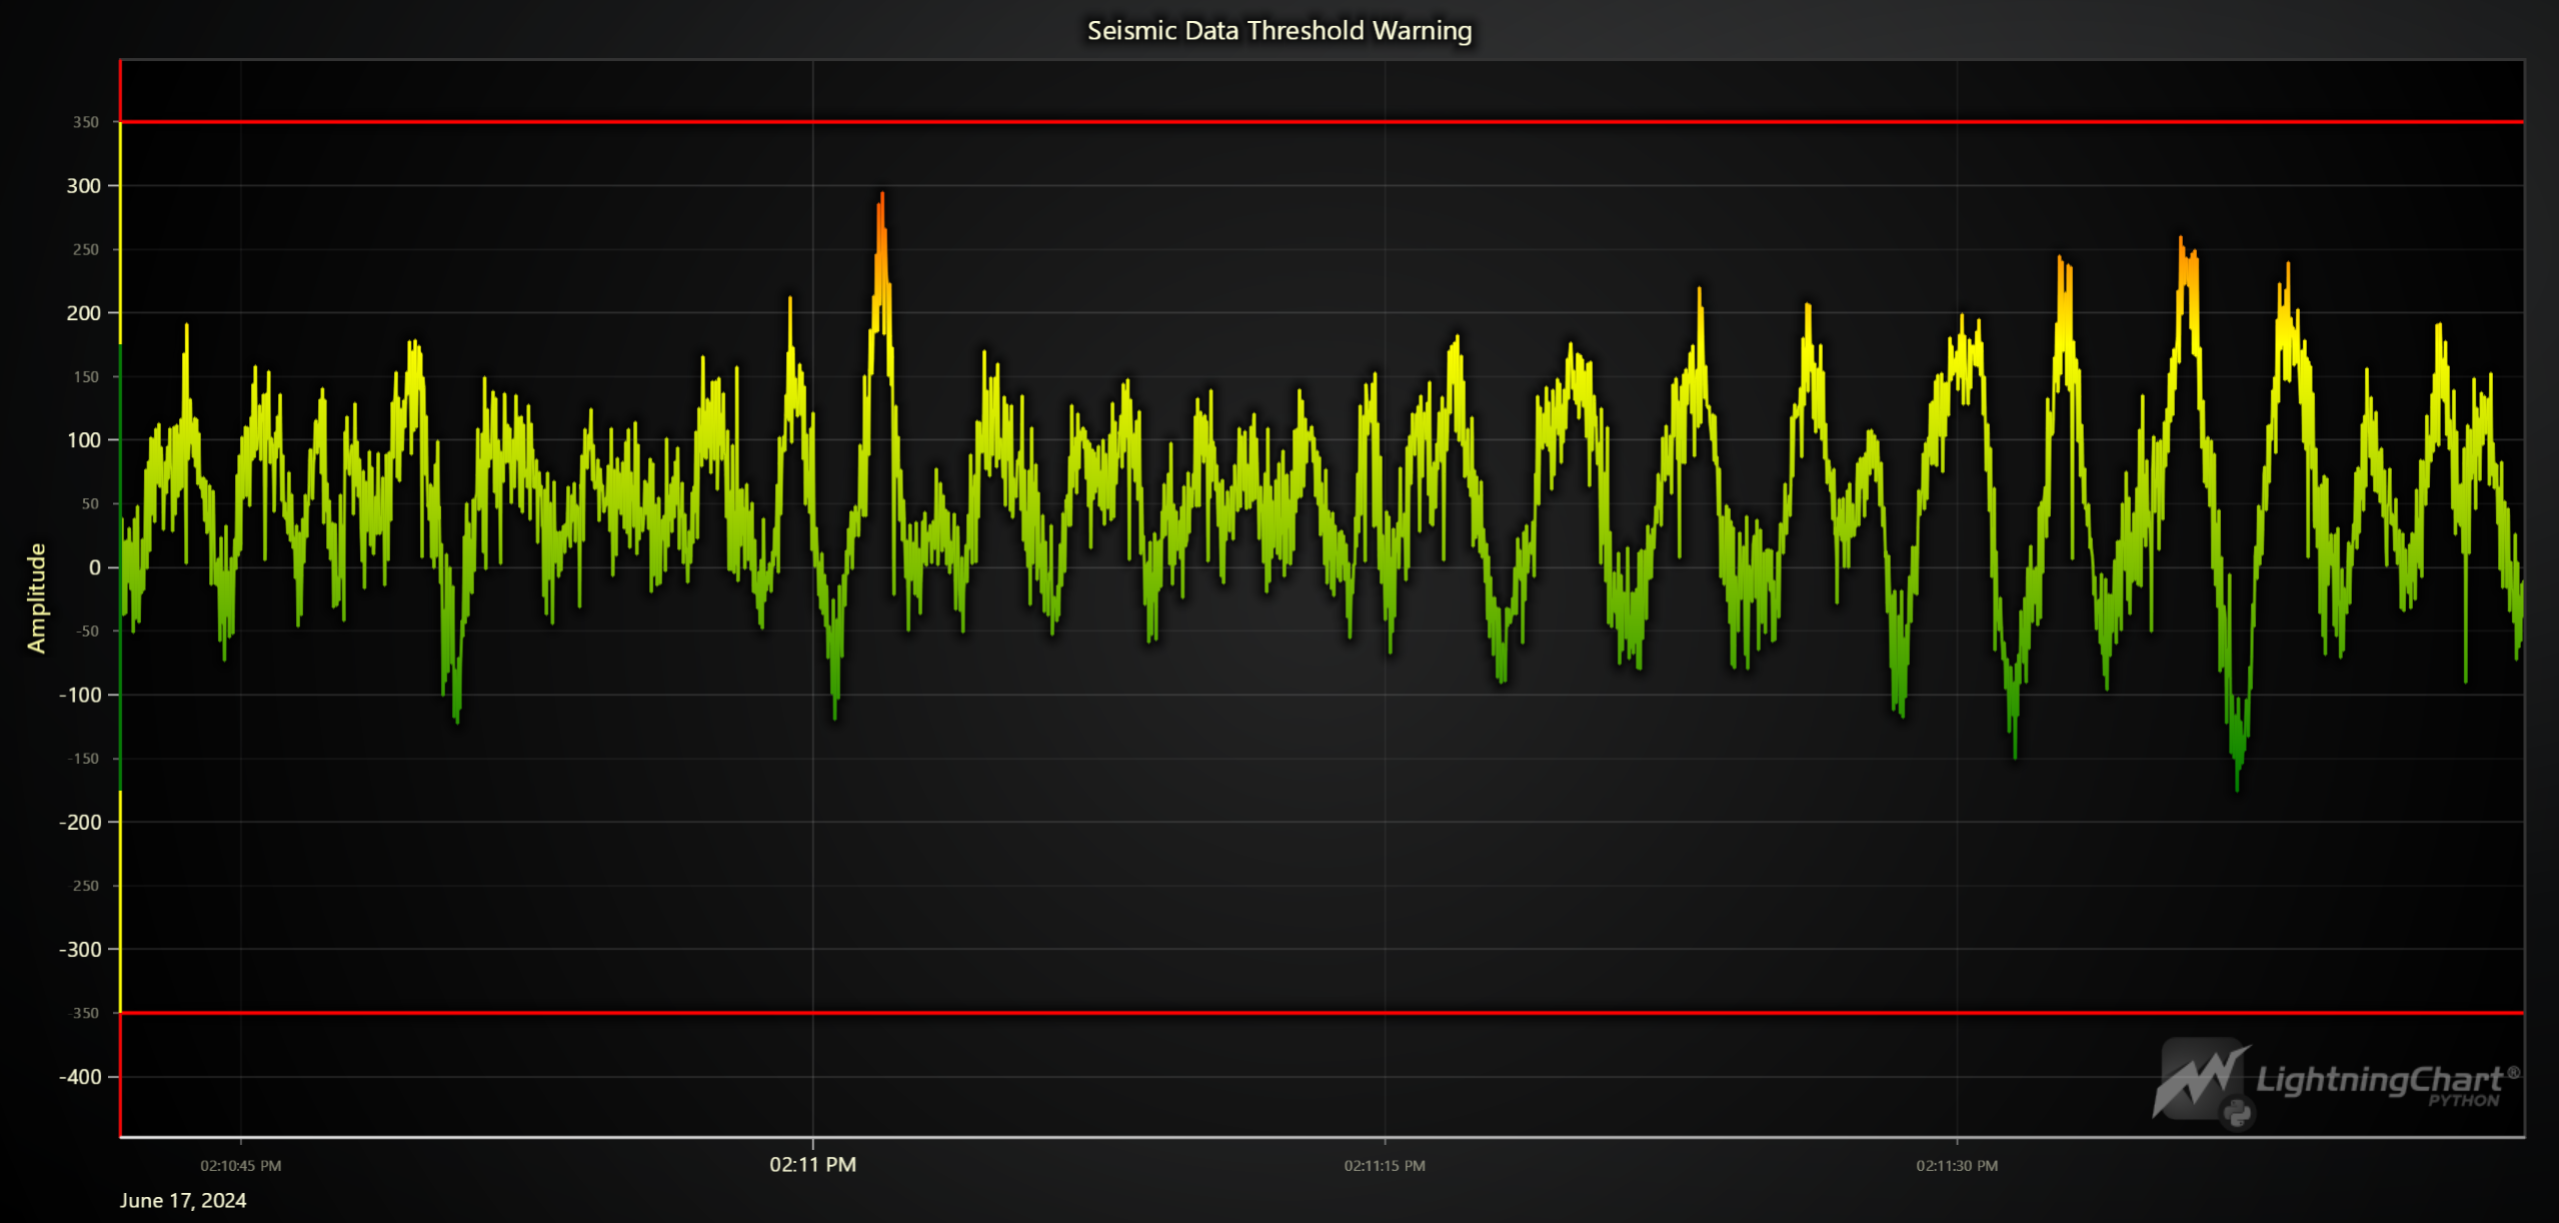 Seismic Data Threshold Warning
350
300
250
200
150
100
50
0
-50
-100
-150
-200
-250
-300
-350
-400
Amplitude
02:10:45 PM
02:11 PM
02:11:15 PM
02:11:30 PM
June 17, 2024
LightningChart®
PYTHON